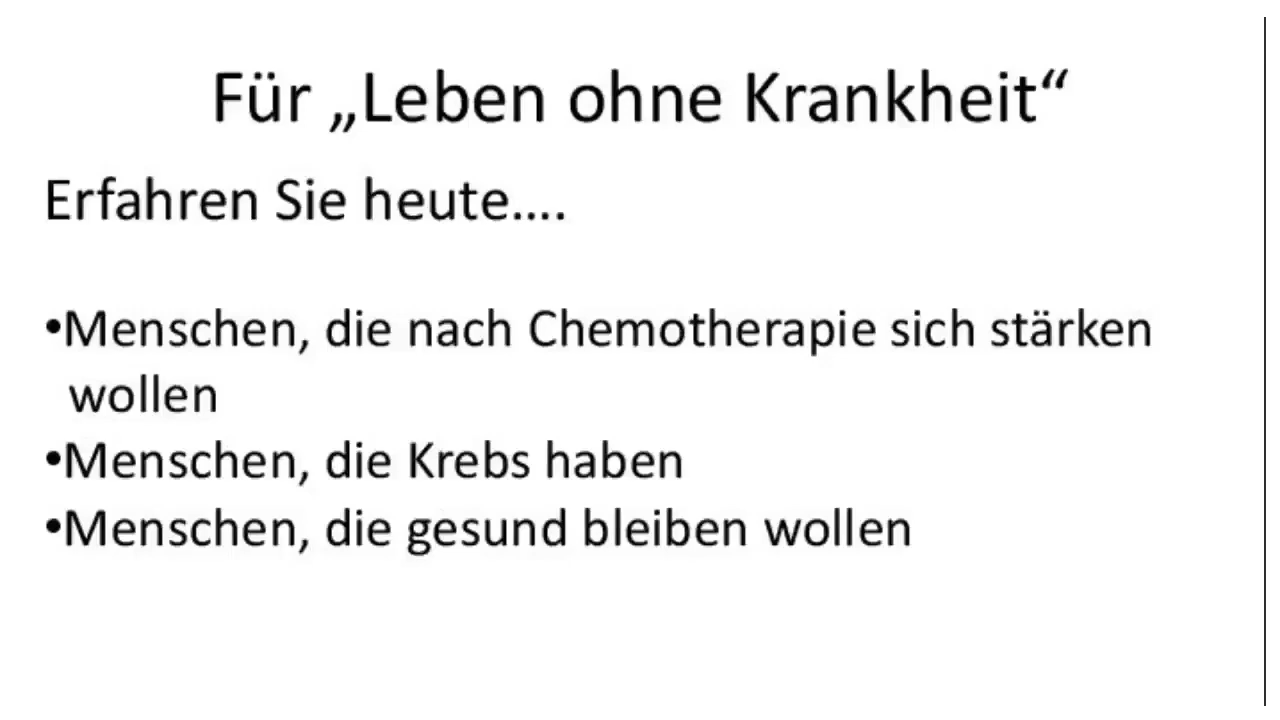 Für „Leben ohne Krankheit“
Erfahren Sie heute....
•Menschen, die nach Chemotherapie sich stärken
wollen
•Menschen, die Krebs haben
•Menschen, die gesund bleiben wollen